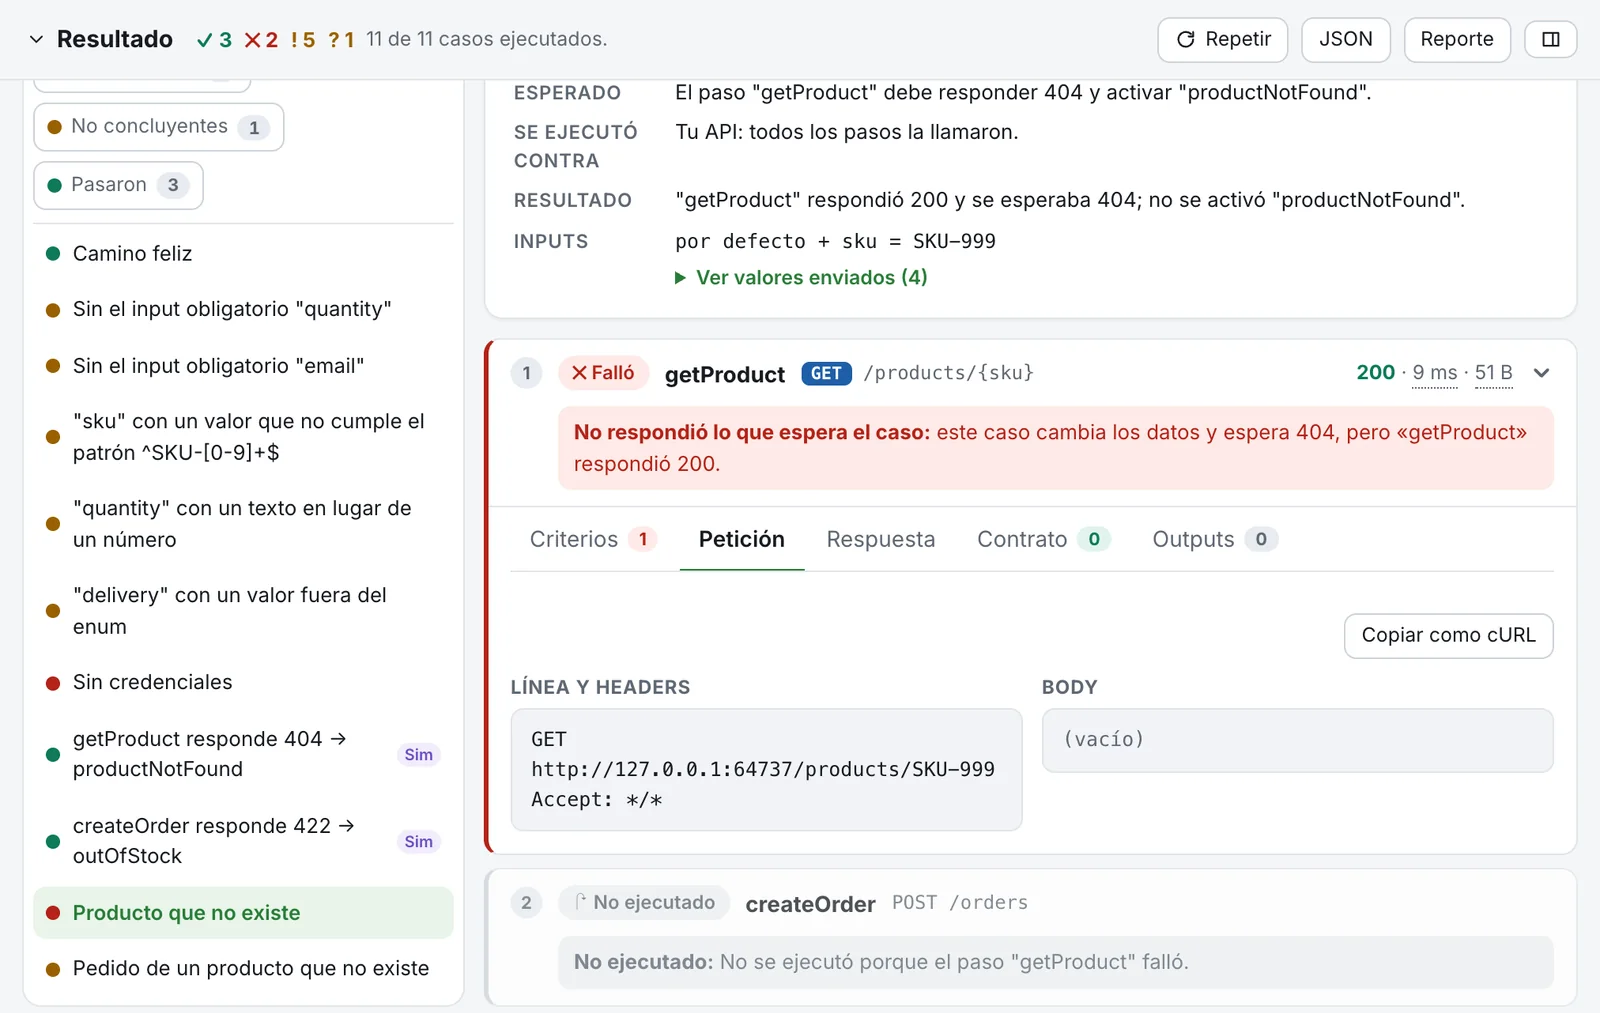 Resultado 3 2 ! 5 ? 1 11 de 11 casos ejecutados. Repetir JSON Reporte
No concluyentes 1
Pasaron 3
Camino feliz
Sin el input obligatorio "quantity"
Sin el input obligatorio "email"
"sku" con un valor que no cumple el
patrón ^SKU-[0-9]+$
"quantity" con un texto en lugar de
un número
"delivery" con un valor fuera del
enum
Sin credenciales
getProduct responde 404 →
productNotFound
Sim
createOrder responde 422 →
outOfStock
Sim
Producto que no existe
Pedido de un producto que no existe
ESPERADO El paso "getProduct" debe responder 404 y activar "productNotFound".
SE EJECUTÓ
CONTRA
Tu API: todos los pasos la llamaron.
RESULTADO "getProduct" respondió 200 y se esperaba 404; no se activó "productNotFound".
INPUTS por defecto + sku = SKU-999
▶ Ver valores enviados (4)
1 Falló getProduct GET /products/{sku} 200 · 9 ms · 51 B
No respondió lo que espera el caso: este caso cambia los datos y espera 404, pero «getProduct»
respondió 200.
Criterios 1 Petición Respuesta Contrato 0 Outputs 0
Copiar como cURL
LÍNEA Y HEADERS
GET
http://127.0.0.1:64737/products/SKU-999
Accept: */*
BODY
(vacío)
2 No ejecutado createOrder POST /orders
No ejecutado: No se ejecutó porque el paso "getProduct" falló.